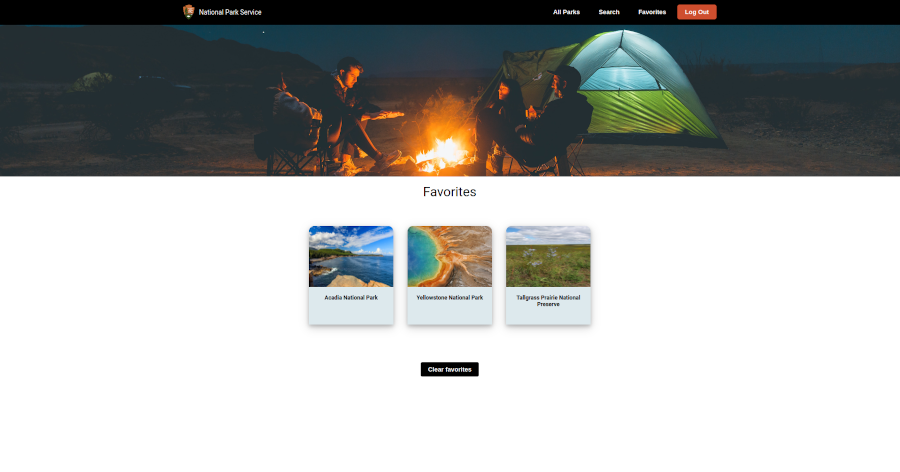 National Park Service
All Parks
Search
Favorites
Log Out
Favorites
Acadia National Park
Yellowstone National Park
Tallgrass Prairie National
Preserve
Clear favorites